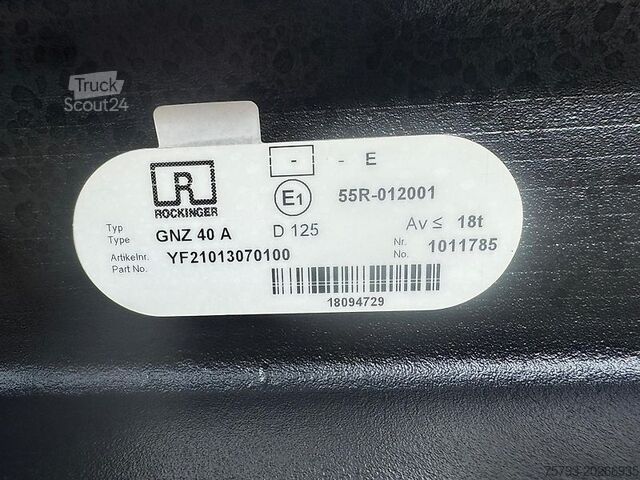 Truck
Scout24
R
ROCKINGER
- - E
E1 55R-012001
Typ
Type GNZ 40 A D 125 Av ≤ 18t
Artikelnr.
Part No. YF21013070100
Nr.
No. 1011785
18094729